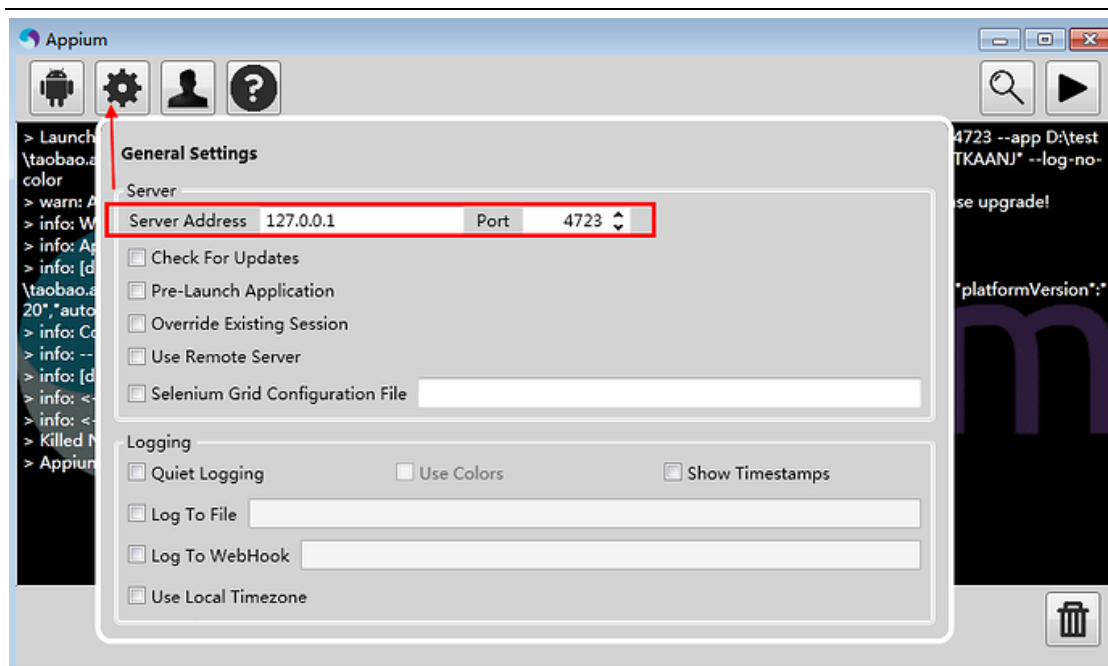 Appium
> Launch
4723 --app D:\test
\taobao.a
TKAANJ" --log-no-
color
> warn: A
se upgrade!
> info: W
> info: Ap
> info: [d
\taobao.a
"platformVersion":"
20","auto
> info: Co
> info: --
> info: [d
> info: <-
> info: <-
> Killed N
> Appium
General Settings
Server
Server Address 127.0.0.1 Port 4723
Check For Updates
Pre-Launch Application
Override Existing Session
Use Remote Server
Selenium Grid Configuration File
Logging
Quiet Logging Use Colors Show Timestamps
Log To File
Log To WebHook
Use Local Timezone